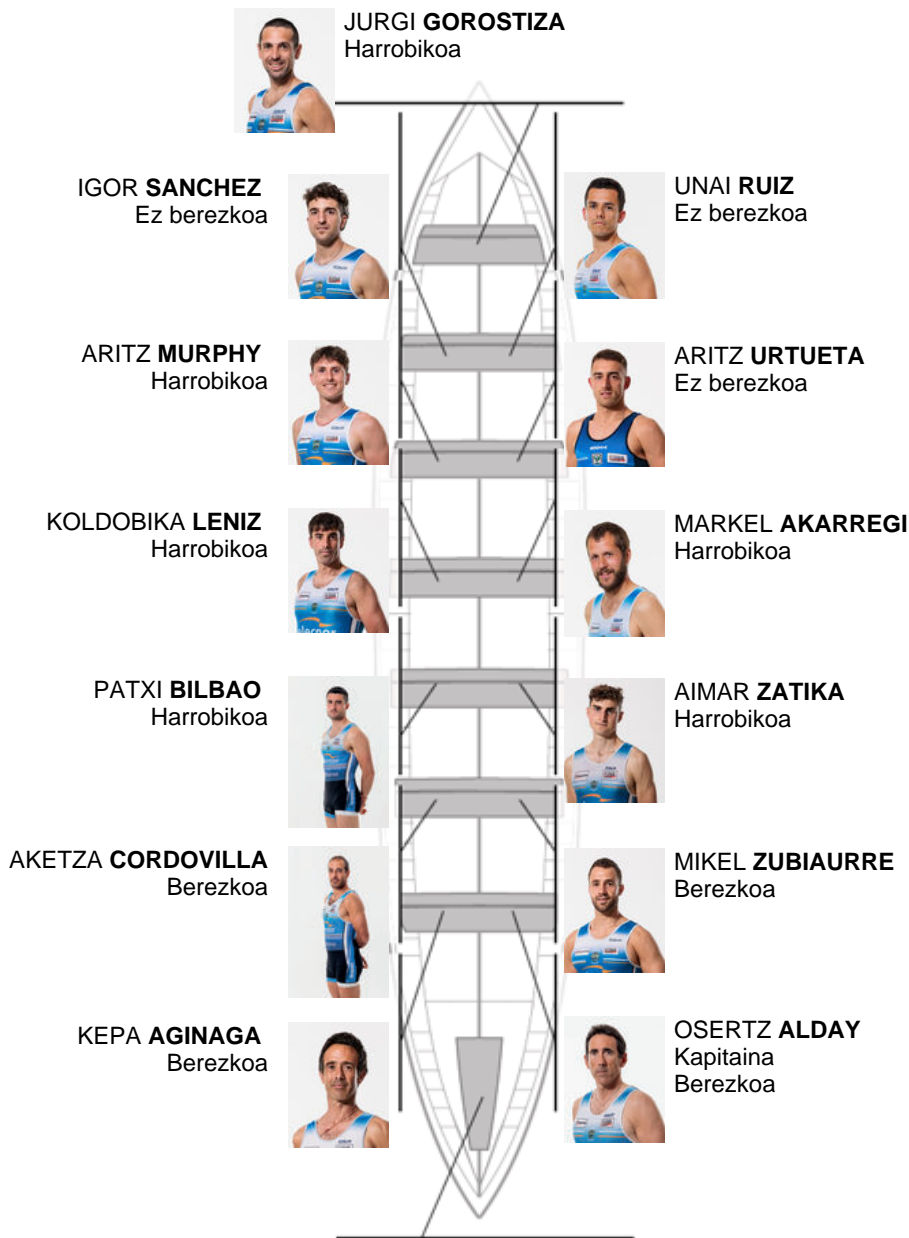 JURGI GOROSTIZA
Harrobikoa
IGOR SANCHEZ
Ez berezkoa
UNAI RUIZ
Ez berezkoa
ARITZ MURPHY
Harrobikoa
ARITZ URTUETA
Ez berezkoa
KOLDOBIKA LENIZ
Harrobikoa
MARKEL AKARREGI
Harrobikoa
PATXI BILBAO
Harrobikoa
AIMAR ZATIKA
Harrobikoa
AKETZA CORDOVILLA
Berezkoa
MIKEL ZUBIAURRE
Berezkoa
KEPA AGINAGA
Berezkoa
OSERTZ ALDAY
Kapitaina
Berezkoa